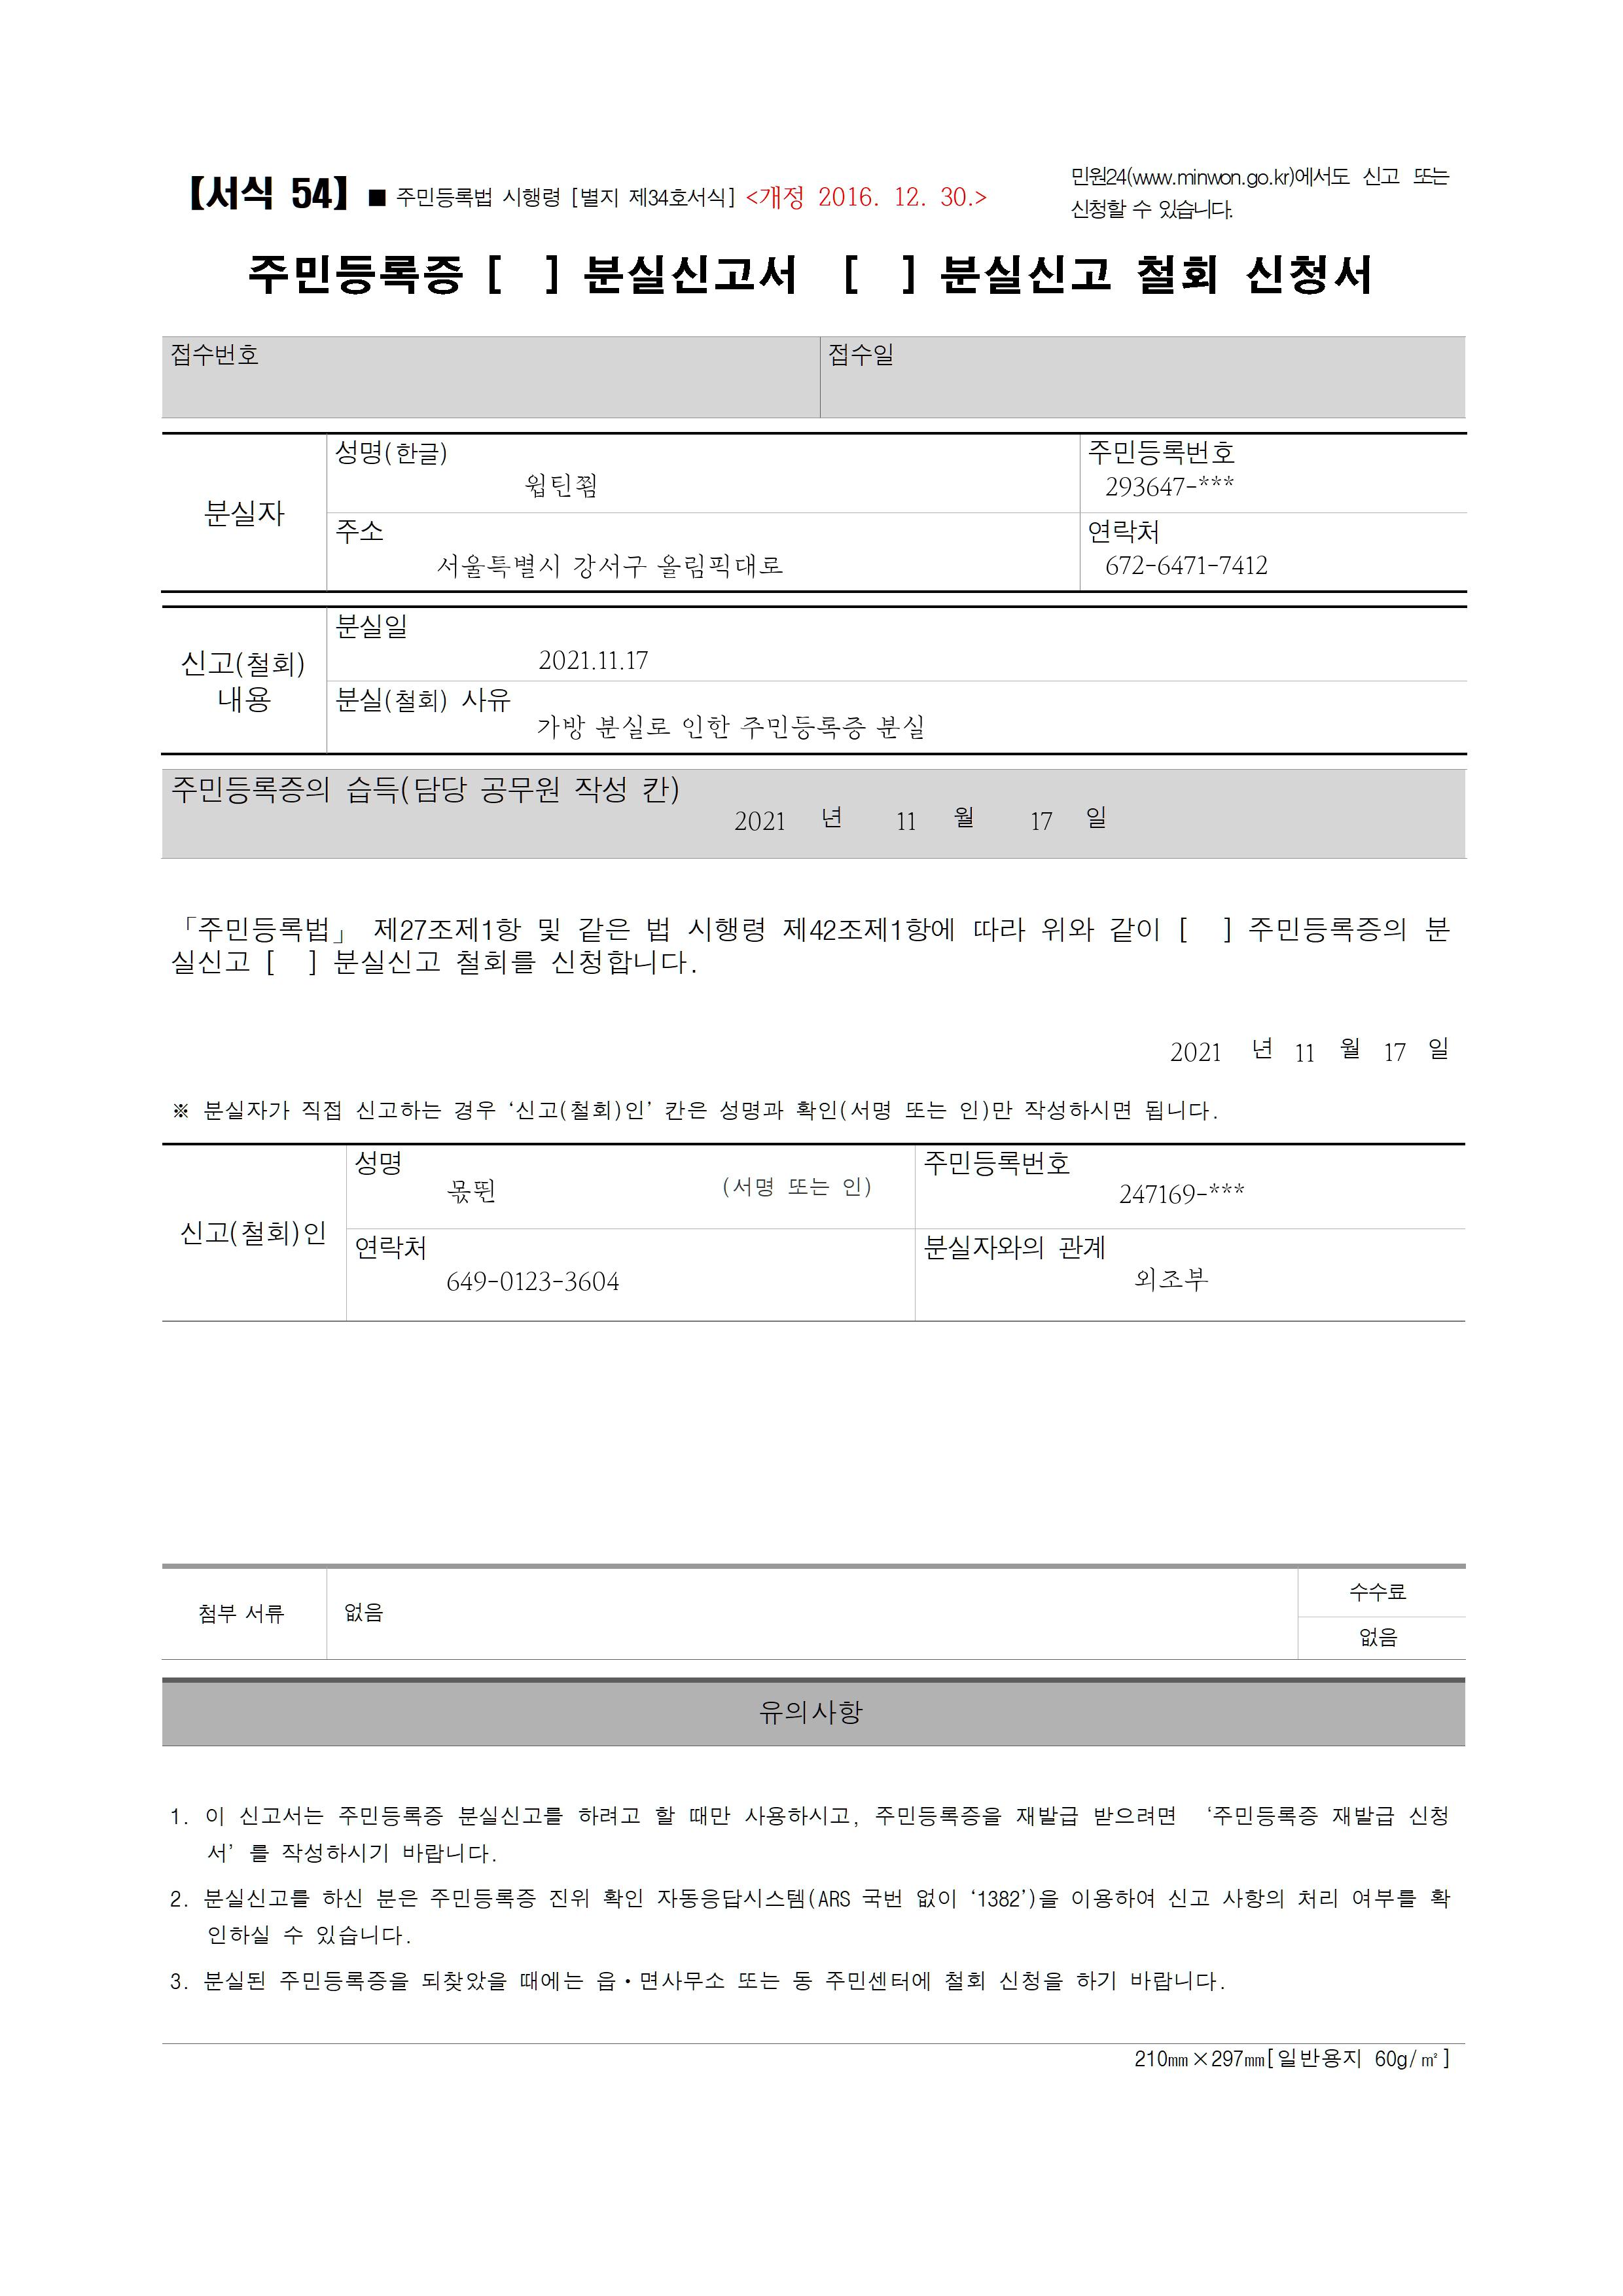 【서식 54】 ■ 주민등록법 시행령 [별지 제34호서식] <개정 2016. 12. 30.>
민원24(www.minwon.go.kr)에서도 신고 또는
신청할 수 있습니다.
주민등록증 [ ] 분실신고서 [ ] 분실신고 철회 신청서
접수번호 접수일
성명(한글) 주민등록번호
윕틴쬠 293647-***
분실자
주소 연락처
서울특별시 강서구 올림픽대로 672-6471-7412
분실일
2021.11.17
신고(철회)
내용
분실(철회) 사유
가방 분실로 인한 주민등록증 분실
주민등록증의 습득(담당 공무원 작성 칸)
2021 년 11 월 17 일
「주민등록법」 제27조제1항 및 같은 법 시행령 제42조제1항에 따라 위와 같이 [ ] 주민등록증의 분
실신고 [ ] 분실신고 철회를 신청합니다.
2021 년 11 월 17 일
※ 분실자가 직접 신고하는 경우 ‘신고(철회)인’ 칸은 성명과 확인(서명 또는 인)만 작성하시면 됩니다.
성명 주민등록번호
몫뛴 (서명 또는 인) 247169-***
신고(철회)인
연락처 분실자와의 관계
649-0123-3604 외조부
첨부 서류 없음 수수료
없음
유의사항
1. 이 신고서는 주민등록증 분실신고를 하려고 할 때만 사용하시고, 주민등록증을 재발급 받으려면 ‘주민등록증 재발급 신청
서’를 작성하시기 바랍니다.
2. 분실신고를 하신 분은 주민등록증 진위 확인 자동응답시스템(ARS 국번 없이 ‘1382’)을 이용하여 신고 사항의 처리 여부를 확
인하실 수 있습니다.
3. 분실된 주민등록증을 되찾았을 때에는 읍·면사무소 또는 동 주민센터에 철회 신청을 하기 바랍니다.
210㎜×297㎜[일반용지 60g/㎡]